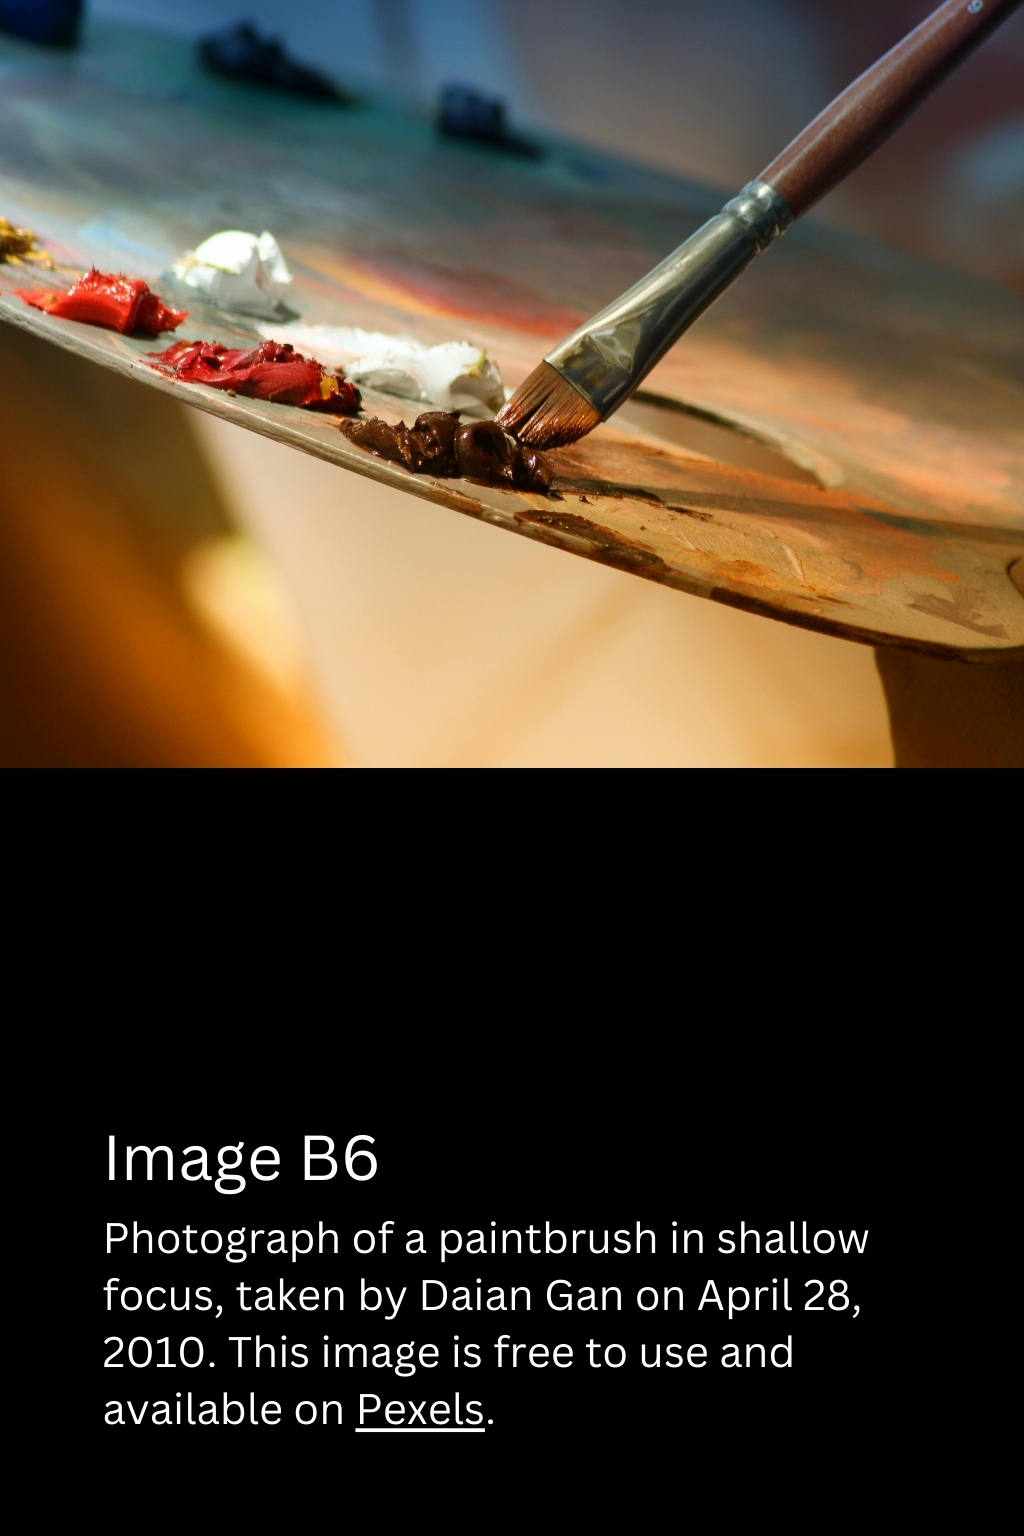 Image B6
Photograph of a paintbrush in shallow
focus, taken by Daian Gan on April 28,
2010. This image is free to use and
available on Pexels.